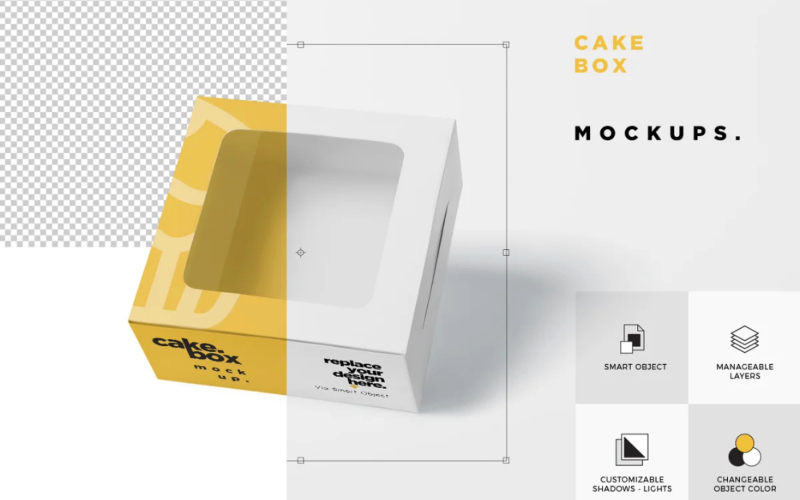 CAKE
BOX
MOCKUPS.
cake.
box
mock
up.
replace
your
design
here.
Via Smart Object
SMART OBJECT
MANAGEABLE
LAYERS
CUSTOMIZABLE
SHADOWS - LIGHTS
CHANGEABLE
OBJECT COLOR